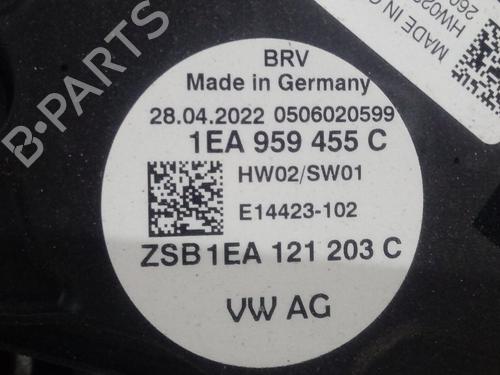 BRV
Made in Germany
28.04.2022 0506020599
1EA 959 455 C
HW02/SW01
E14423-102
ZSB 1EA 121 203 C
VW AG
B-PARTS